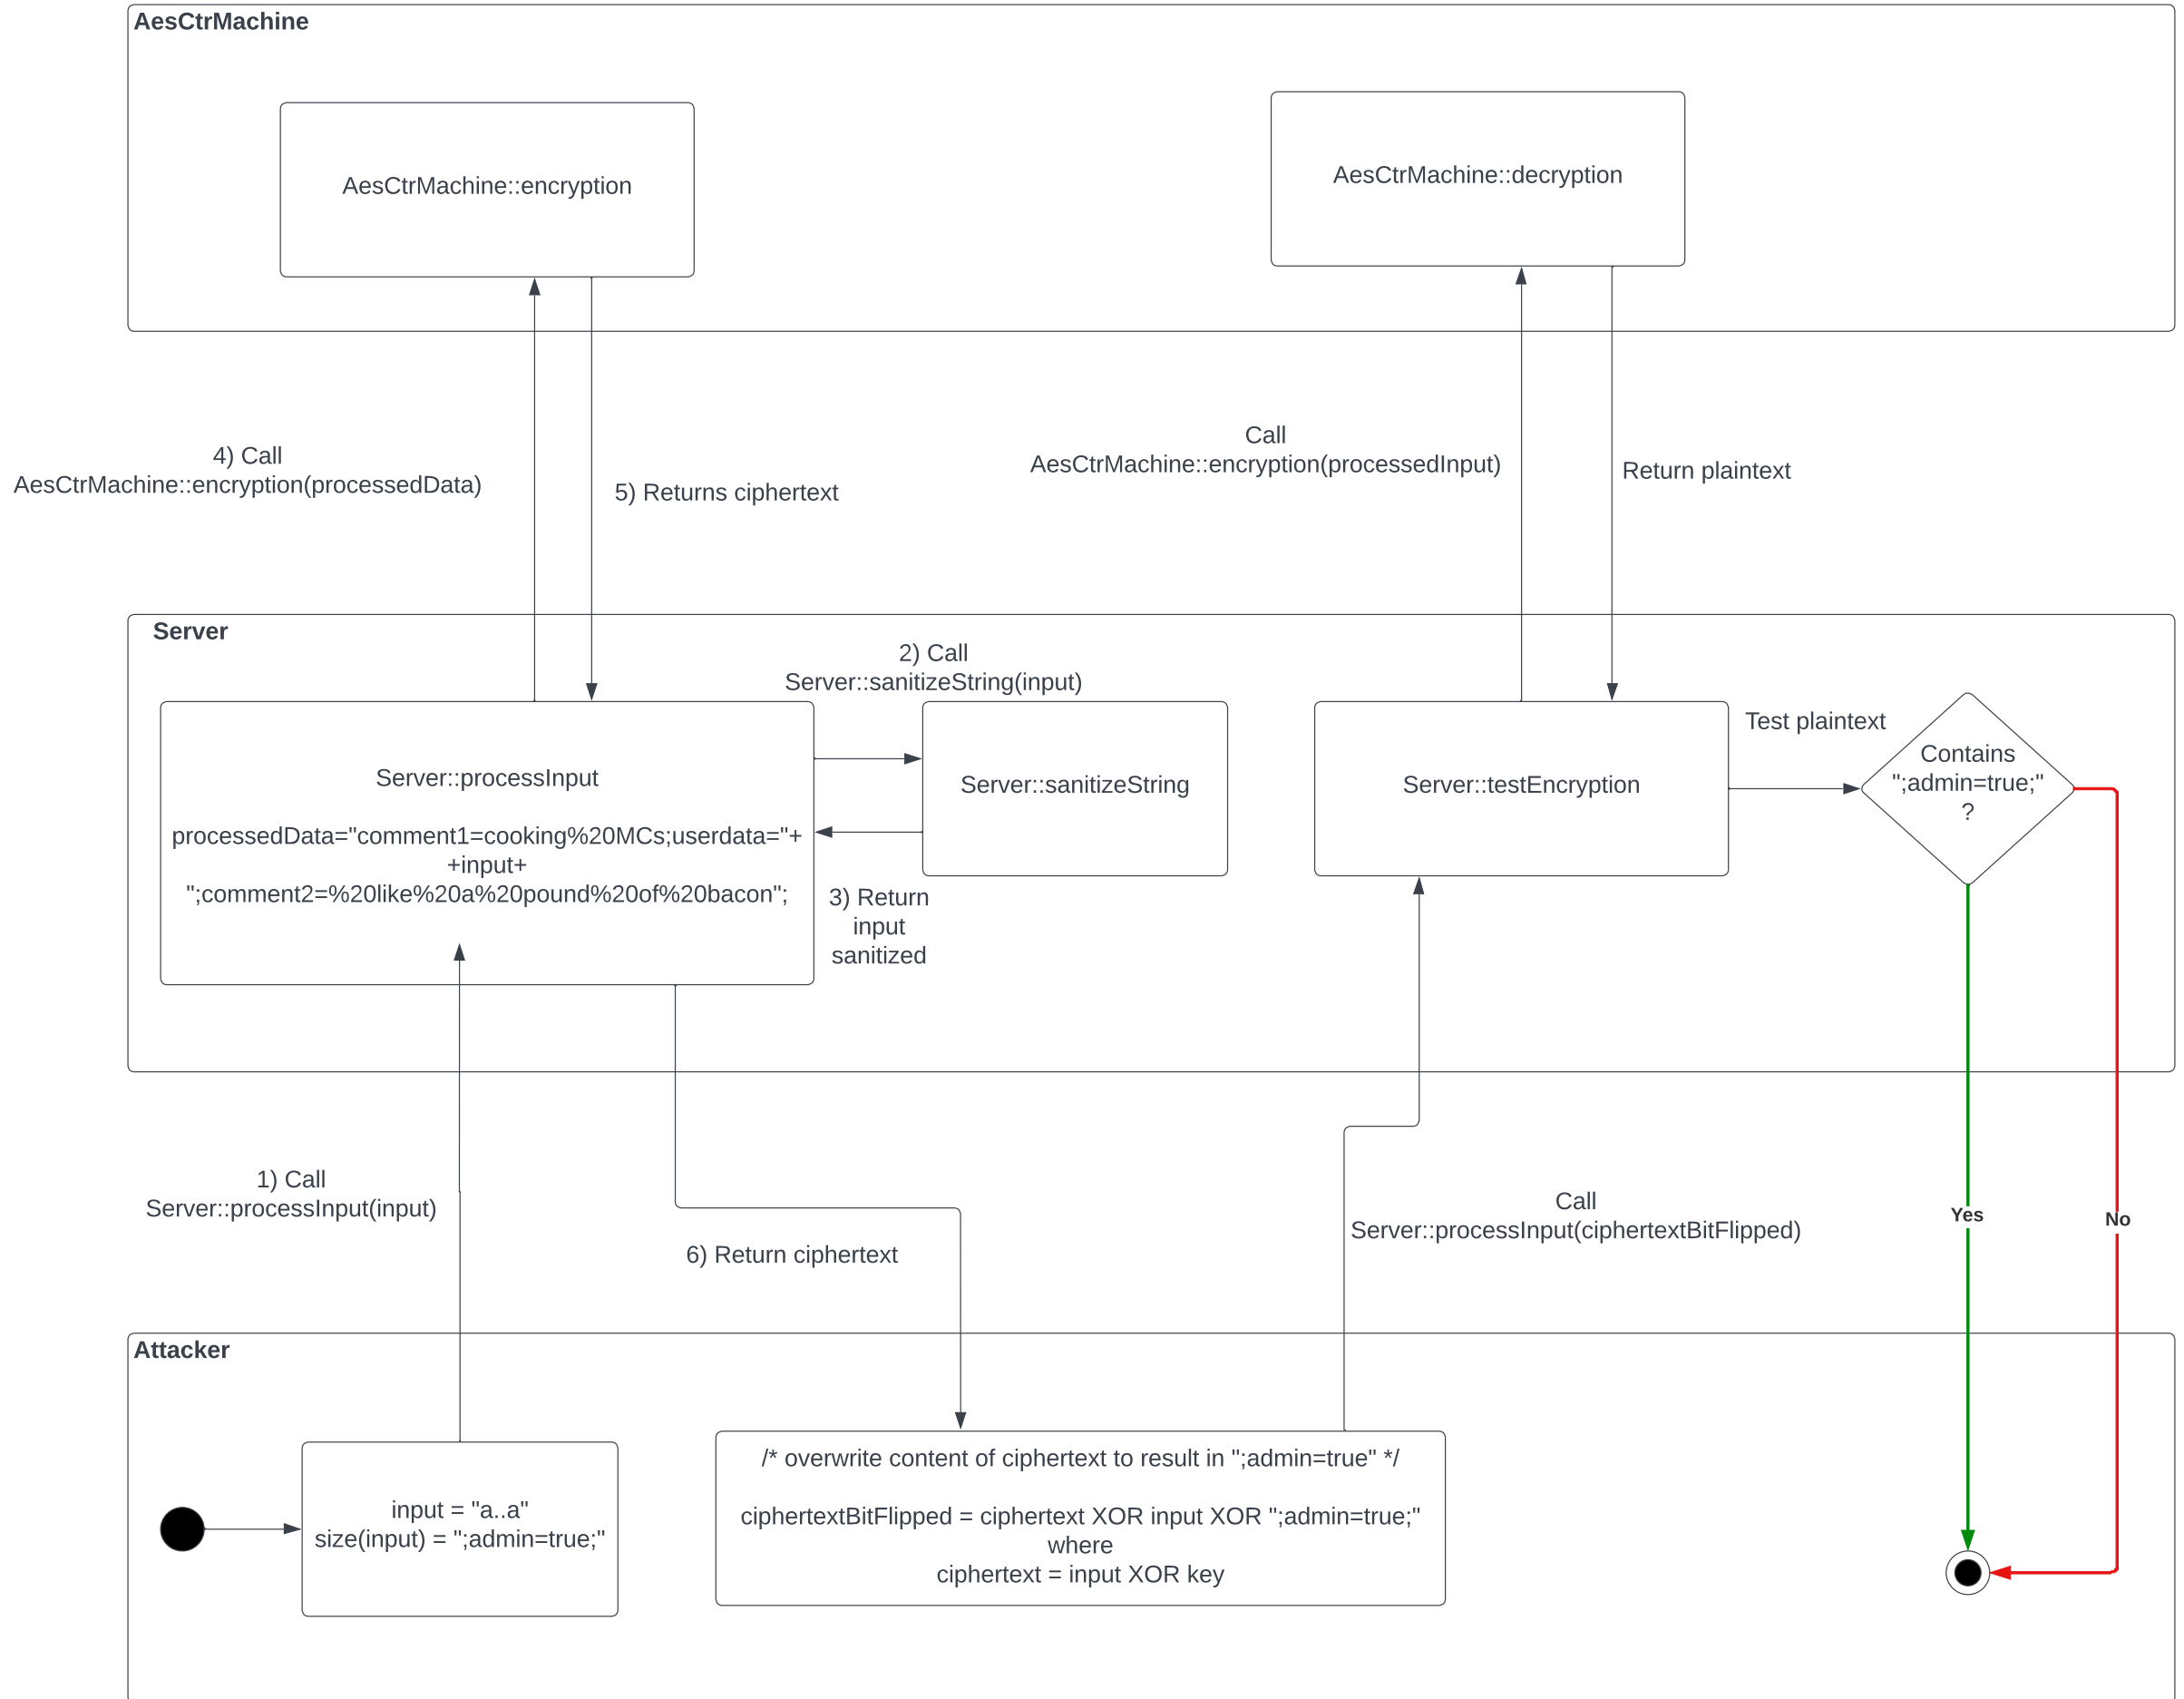 AesCtrMachine
AesCtrMachine::encryption
AesCtrMachine::decryption
4) Call
AesCtrMachine::encryption(processedData)
5) Returns ciphertext
Call
AesCtrMachine::encryption(processedInput)
Return plaintext
Server
2) Call
Server::sanitizeString(input)
Server::processInput
processedData="comment1=cooking%20MCs;userdata="+
+input+
";comment2=%20like%20a%20pound%20of%20bacon";
Server::sanitizeString
3) Return
input
sanitized
Server::testEncryption
Test plaintext
Contains
";admin=true;"
?
1) Call
Server::processInput(input)
6) Return ciphertext
Call
Server::processInput(ciphertextBitFlipped)
Yes
No
Attacker
input = "a..a"
size(input) = ";admin=true;"
/* overwrite content of ciphertext to result in ";admin=true" */
ciphertextBitFlipped = ciphertext XOR input XOR ";admin=true;"
where
ciphertext = input XOR key